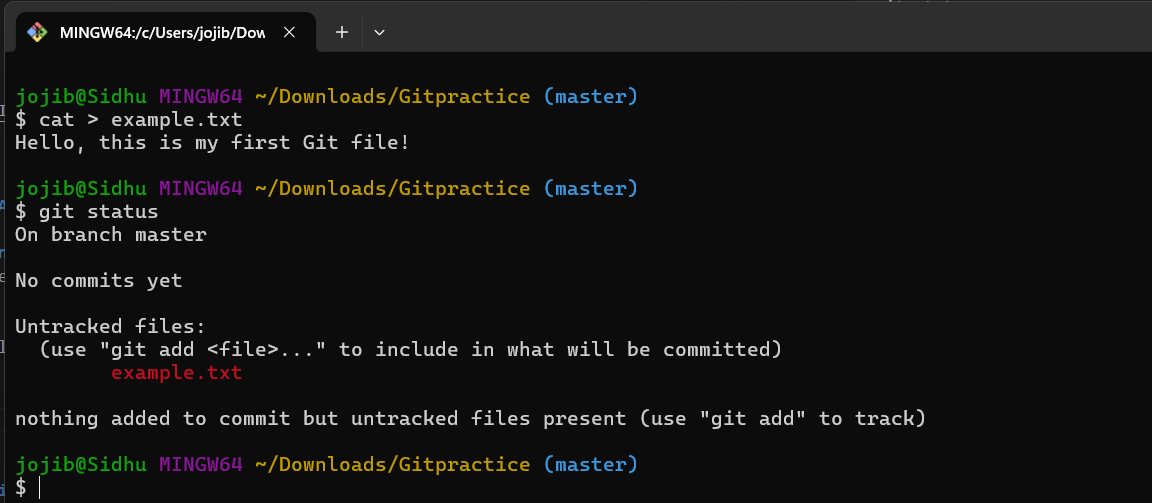 MINGW64:/c/Users/jojib/Dow
jojib@Sidhu MINGW64 ~/Downloads/Gitpractice (master)
$ cat > example.txt
Hello, this is my first Git file!
jojib@Sidhu MINGW64 ~/Downloads/Gitpractice (master)
$ git status
On branch master
No commits yet
Untracked files:
(use "git add <file>..." to include in what will be committed)
example.txt
nothing added to commit but untracked files present (use "git add" to track)
jojib@Sidhu MINGW64 ~/Downloads/Gitpractice (master)
$